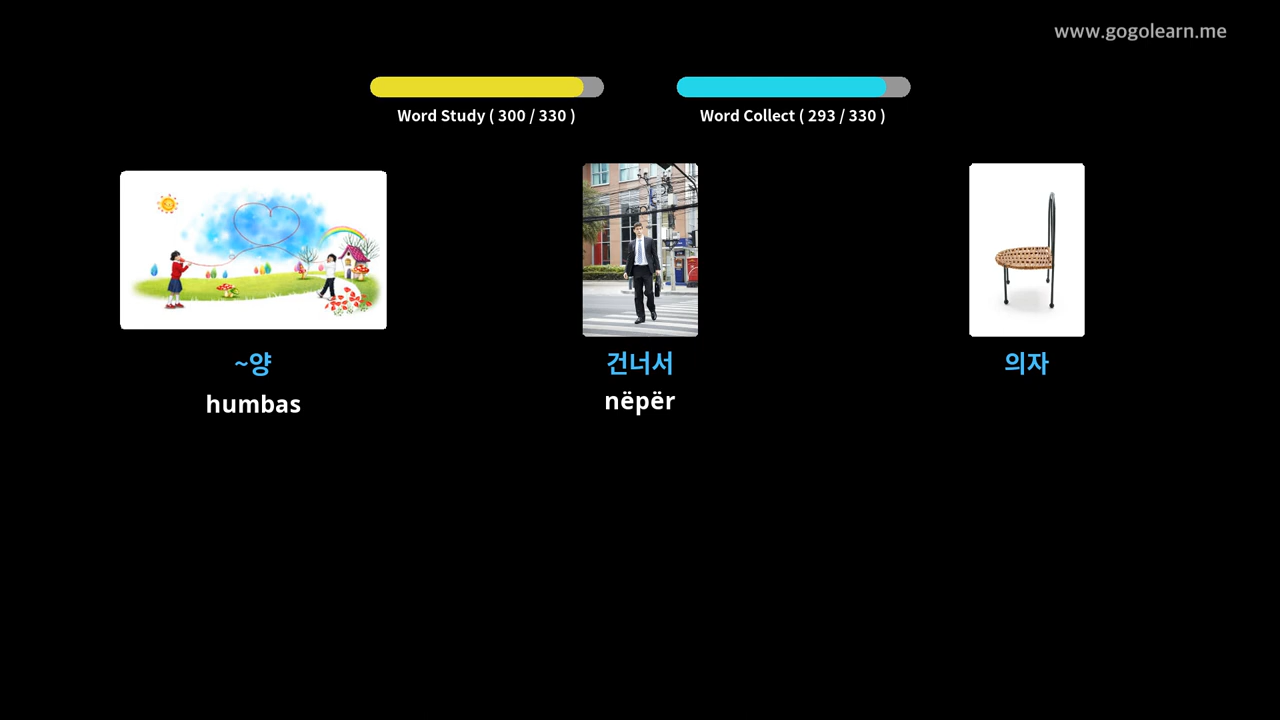 www.gogolearn.me
Word Study ( 300 / 330 )
Word Collect ( 293 / 330 )
~양
humbas
건너서
nëpër
의자